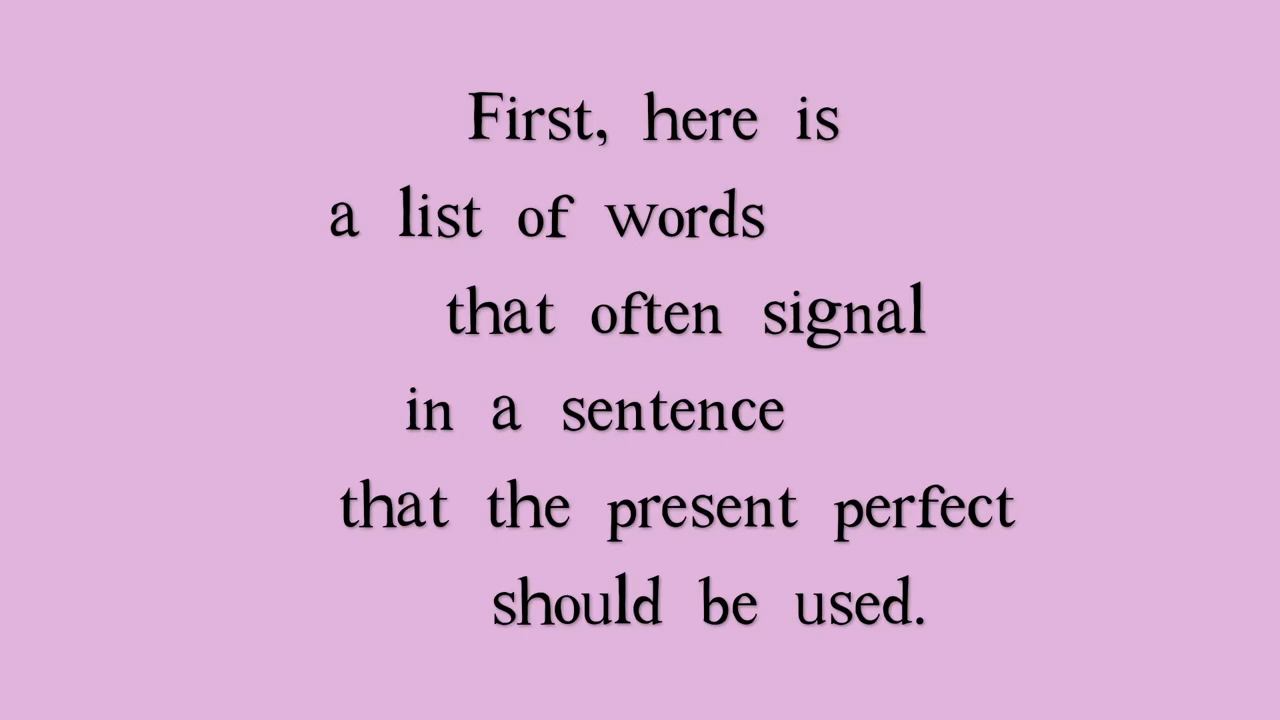 First, here is
a list of words
that often signal
in a sentence
that the present perfect
should be used.